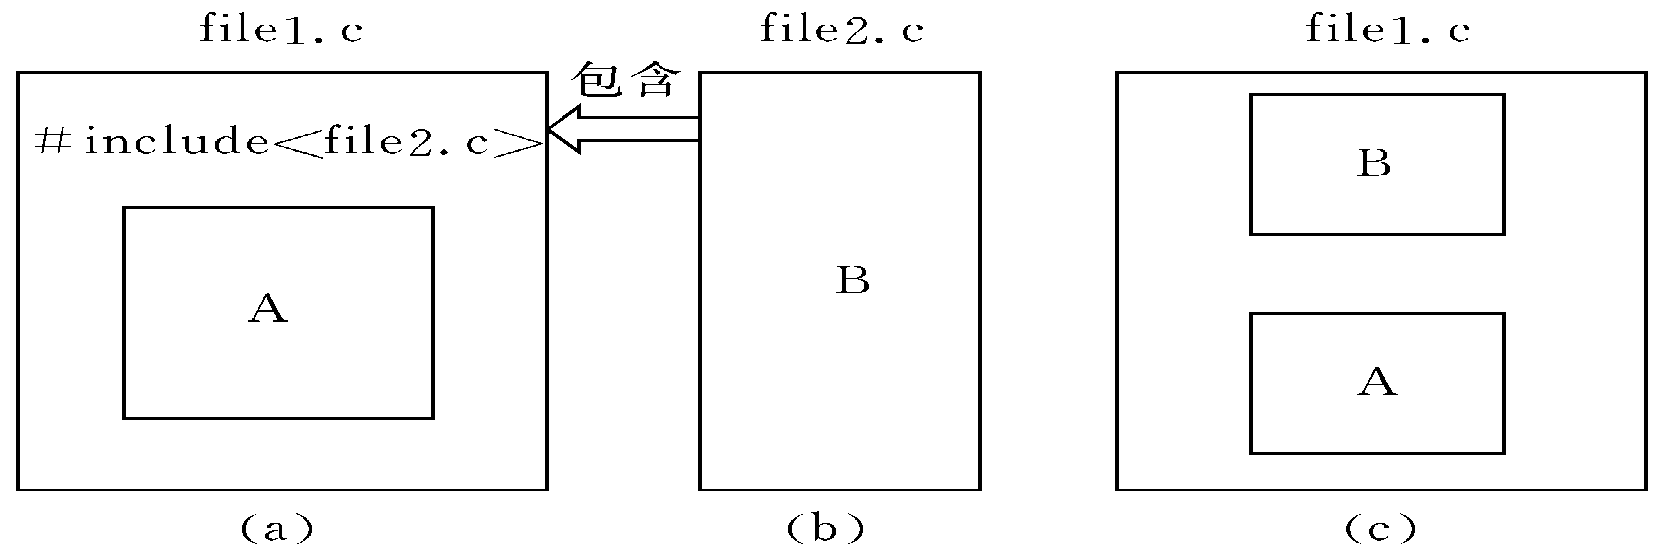 file1.c
file2.c
file1.c
包含
#include<file2.c>
B
A
B
A
(a)
(b)
(c)